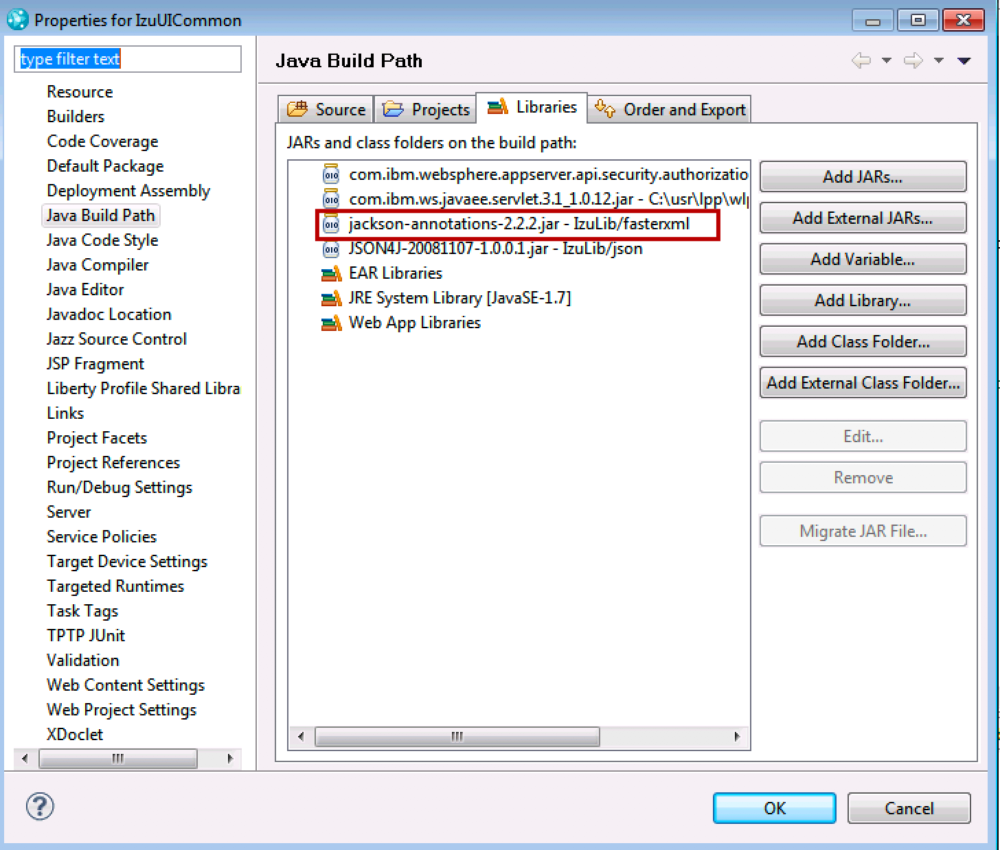 Properties for IzuUICommon
type filter text
Resource
Builders
Code Coverage
Default Package
Deployment Assembly
Java Build Path
Java Code Style
Java Compiler
Java Editor
Javadoc Location
Jazz Source Control
JSP Fragment
Liberty Profile Shared Libra
Links
Project Facets
Project References
Run/Debug Settings
Server
Service Policies
Target Device Settings
Targeted Runtimes
Task Tags
TPTP JUnit
Validation
Web Content Settings
Web Project Settings
XDoclet
Java Build Path
Source Projects Libraries Order and Export
JARs and class folders on the build path:
com.ibm.websphere.appserver.api.security.authorizatio
com.ibm.ws.javaee.servlet.3.1_1.0.12.jar - C:\usr\lpp\wlp
jackson-annotations-2.2.2.jar - IzuLib/fasterxml
JSON4J-20081107-1.0.0.1.jar - IzuLib/json
EAR Libraries
JRE System Library [JavaSE-1.7]
Web App Libraries
Add JARs...
Add External JARs...
Add Variable...
Add Library...
Add Class Folder...
Add External Class Folder...
Edit...
Remove
Migrate JAR File...
OK
Cancel